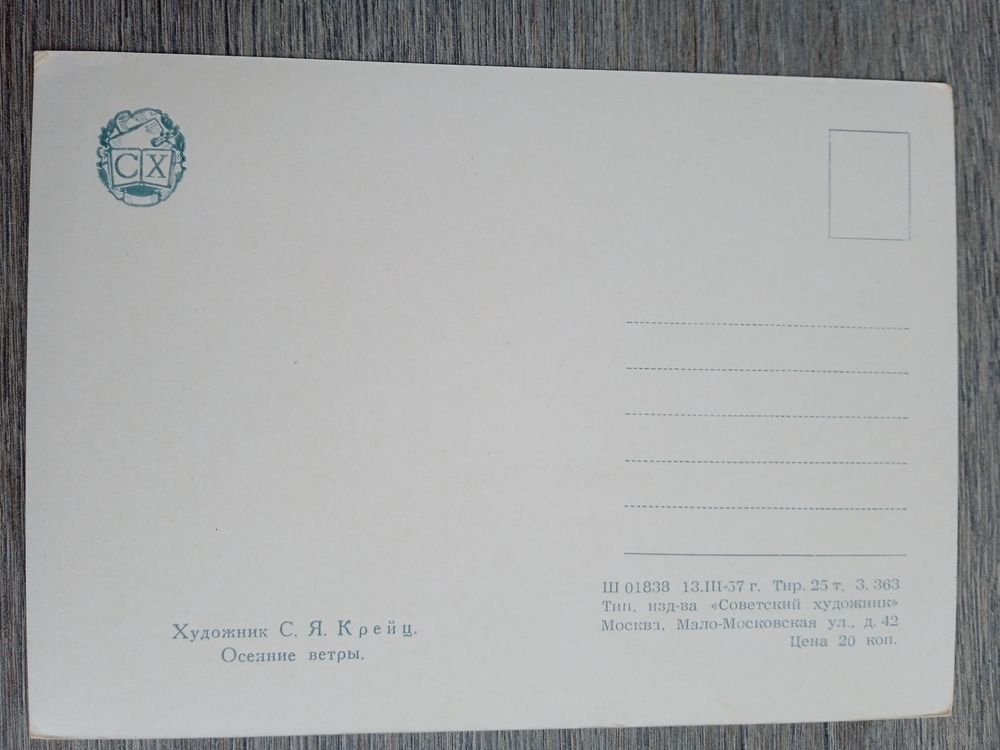 СХ
Художник С. Я. Крейц.
Осенние ветры.
Ш 01838 13.III-57 г. Тир. 25 т. З. 363
Тип. изд-ва «Советский художник»
Москва, Мало-Московская ул., д. 42
Цена 20 коп.